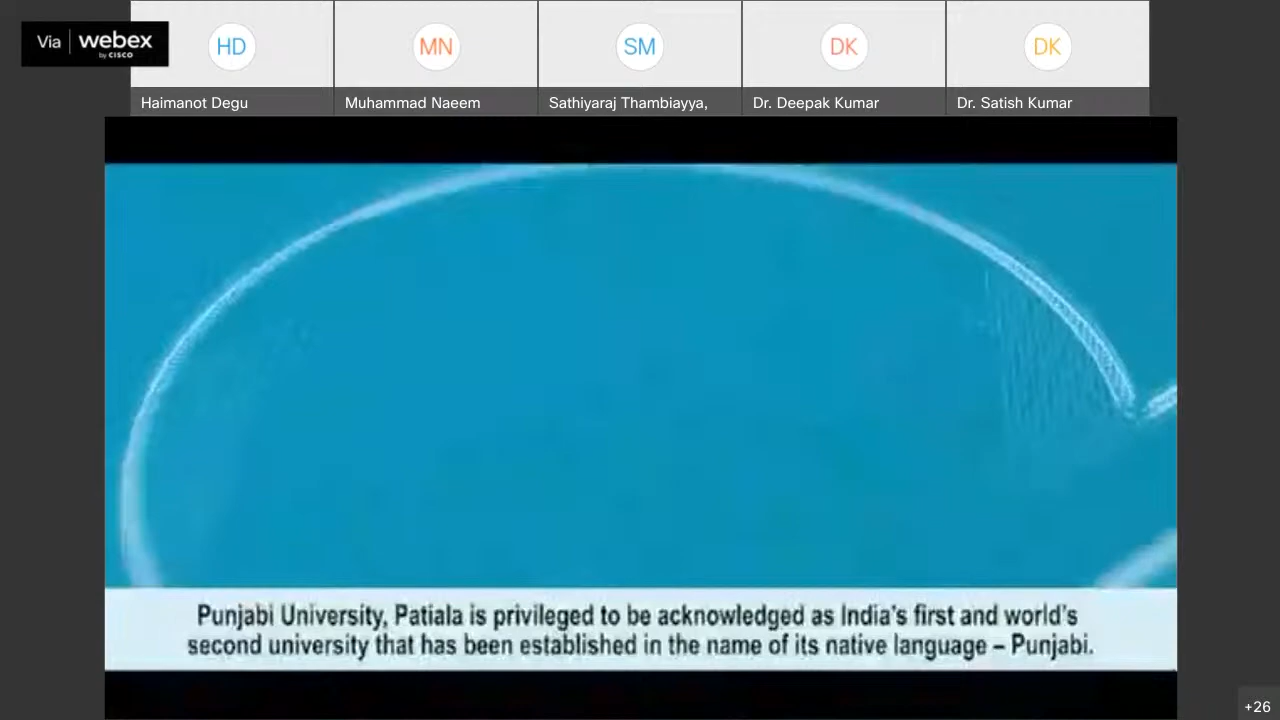 Via webex
by CISCO
HD
MN
SM
DK
DK
Haimanot Degu
Muhammad Naeem
Sathiyaraj Thambiayya,
Dr. Deepak Kumar
Dr. Satish Kumar
Punjabi University, Patiala is privileged to be acknowledged as India's first and world's
second university that has been established in the name of its native language – Punjabi.
+26